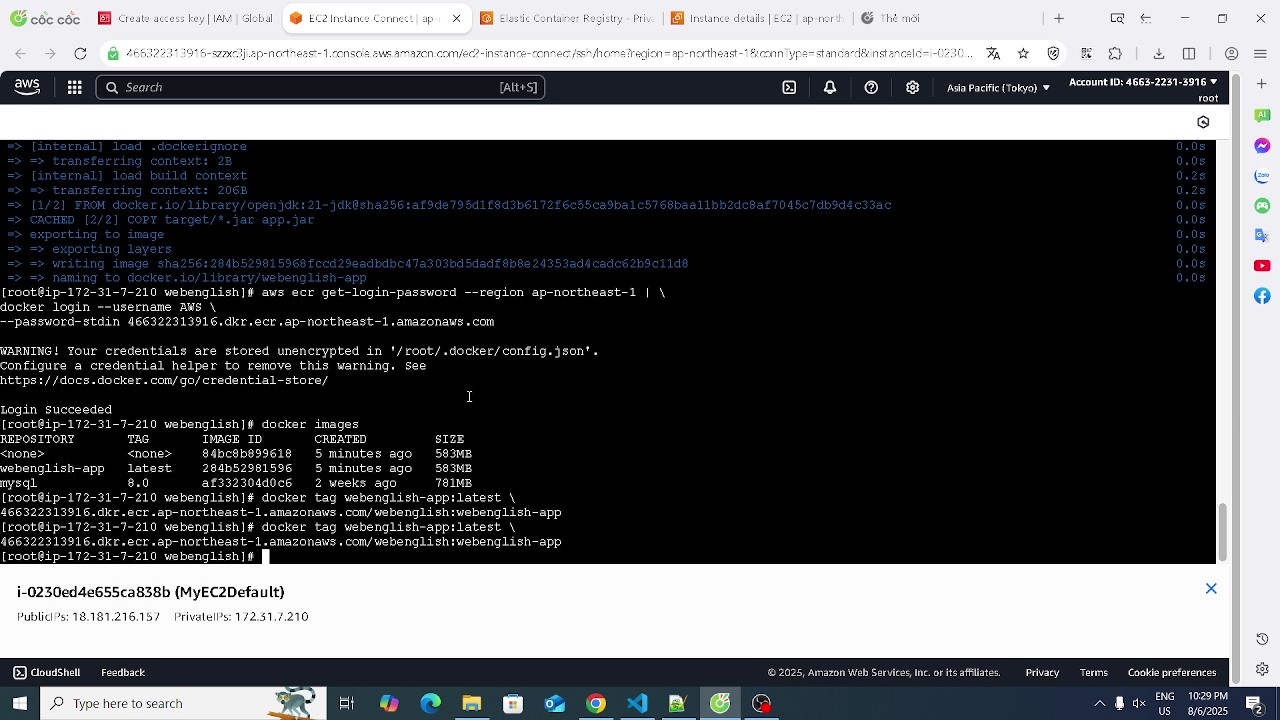 cốc cốc
Create access key | IAM | Global
EC2 Instance Connect | ap-
Elastic Container Registry - Priva
Instance details | EC2 | ap-north
Thẻ mới
466322313916-szzx3jjo.ap-northeast-1.console.aws.amazon.com/ec2-instance-connect/ssh/home?region=ap-northeast-1&connType=standard&instanceId=i-0230...
aws
Search
[Alt+S]
Asia Pacific (Tokyo)
Account ID: 4663-2231-3916
root
=> [internal] load .dockerignore 0.0s
=> => transferring context: 2B 0.0s
=> [internal] load build context 0.2s
=> => transferring context: 206B 0.2s
=> [1/2] FROM docker.io/library/openjdk:21-jdk@sha256:af9de795d1f8d3b6172f6c55ca9ba1c5768baa11bb2dc8af7045c7db9d4c33ac 0.0s
=> CACHED [2/2] COPY target/*.jar app.jar 0.0s
=> exporting to image 0.0s
=> => exporting layers 0.0s
=> => writing image sha256:284b529815968fccd29eadbdbc47a303bd5dadf8b8e24353ad4cadc62b9c11d8 0.0s
=> => naming to docker.io/library/webenglish-app 0.0s
[root@ip-172-31-7-210 webenglish]# aws ecr get-login-password --region ap-northeast-1 | \
docker login --username AWS \
--password-stdin 466322313916.dkr.ecr.ap-northeast-1.amazonaws.com
WARNING! Your credentials are stored unencrypted in '/root/.docker/config.json'.
Configure a credential helper to remove this warning. See
https://docs.docker.com/go/credential-store/
Login Succeeded
[root@ip-172-31-7-210 webenglish]# docker images
REPOSITORY TAG IMAGE ID CREATED SIZE
<none> <none> 84bc8b899618 5 minutes ago 583MB
webenglish-app latest 284b52981596 5 minutes ago 583MB
mysql 8.0 af332304d0c6 2 weeks ago 781MB
[root@ip-172-31-7-210 webenglish]# docker tag webenglish-app:latest \
466322313916.dkr.ecr.ap-northeast-1.amazonaws.com/webenglish:webenglish-app
[root@ip-172-31-7-210 webenglish]# docker tag webenglish-app:latest \
466322313916.dkr.ecr.ap-northeast-1.amazonaws.com/webenglish:webenglish-app
[root@ip-172-31-7-210 webenglish]#
i-0230ed4e655ca838b (MyEC2Default)
PublicIPs: 18.181.216.157 PrivateIPs: 172.31.7.210
CloudShell
Feedback
© 2025, Amazon Web Services, Inc. or its affiliates.
Privacy
Terms
Cookie preferences
AI
Zalo
Type here to search
ENG
US
10:29 PM
8/6/2025
2